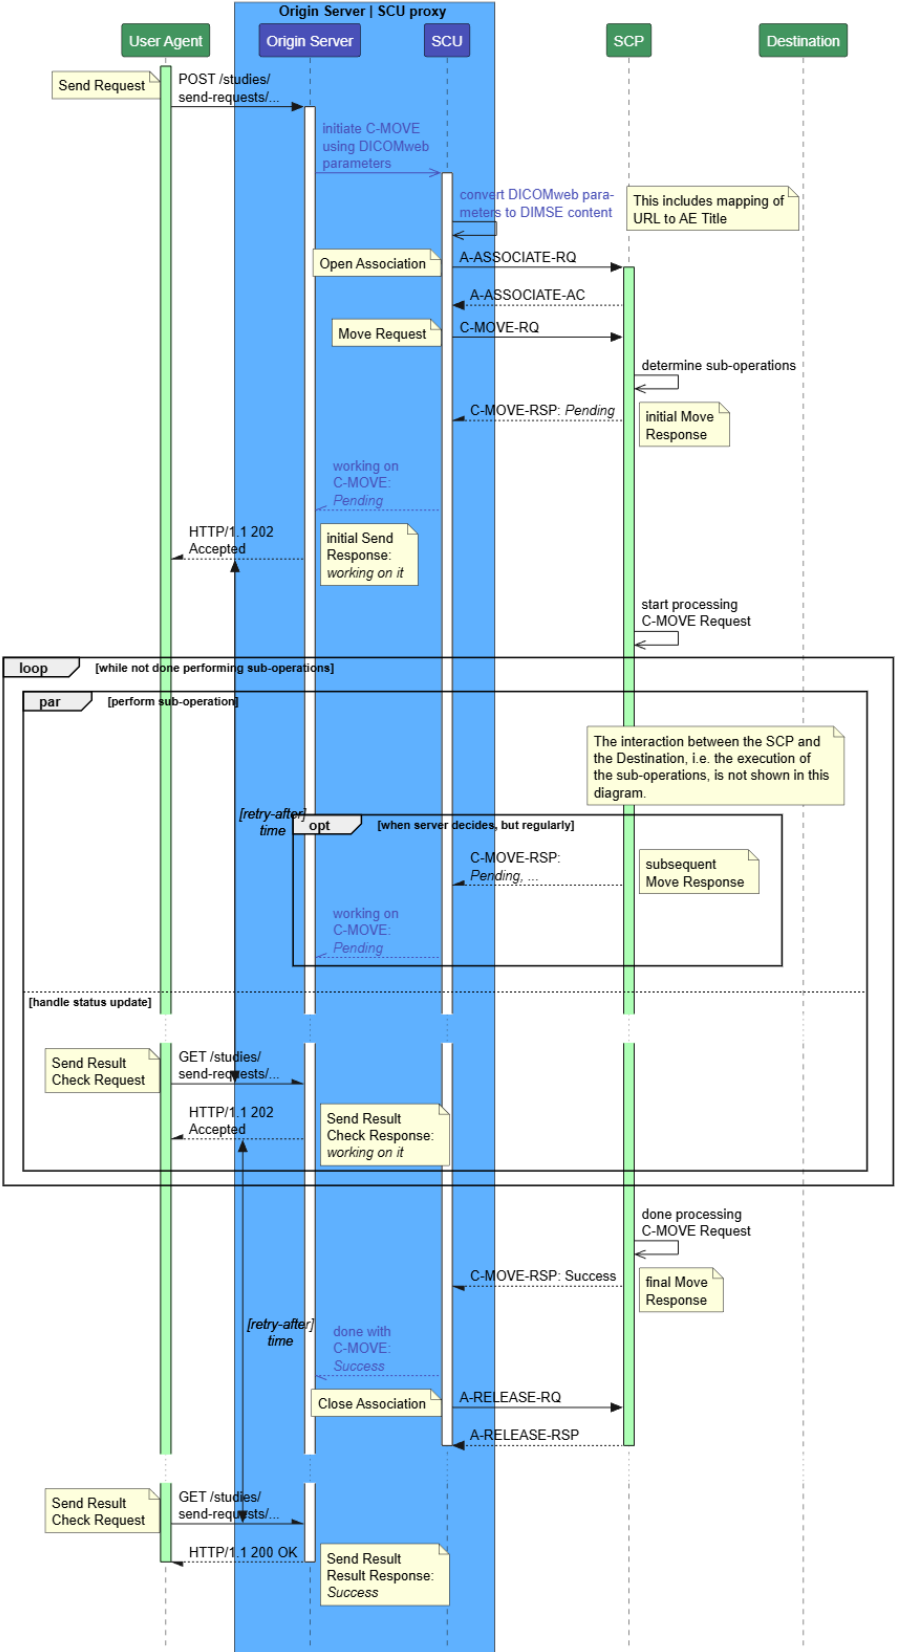 Origin Server | SCU proxy
User Agent
Origin Server
SCU
SCP
Destination
Send Request
POST /studies/
send-requests/...
initiate C-MOVE
using DICOMweb
parameters
convert DICOMweb para-
meters to DIMSE content
This includes mapping of
URL to AE Title
Open Association
A-ASSOCIATE-RQ
A-ASSOCIATE-AC
Move Request
C-MOVE-RQ
determine sub-operations
C-MOVE-RSP: Pending
initial Move
Response
working on
C-MOVE:
Pending
HTTP/1.1 202
Accepted
initial Send
Response:
working on it
start processing
C-MOVE Request
loop
[while not done performing sub-operations]
par
[perform sub-operation]
The interaction between the SCP and
the Destination, i.e. the execution of
the sub-operations, is not shown in this
diagram.
[retry-after]
time
opt
[when server decides, but regularly]
C-MOVE-RSP:
Pending, ...
subsequent
Move Response
working on
C-MOVE:
Pending
[handle status update]
Send Result
Check Request
GET /studies/
send-requests/...
HTTP/1.1 202
Accepted
Send Result
Check Response:
working on it
done processing
C-MOVE Request
C-MOVE-RSP: Success
final Move
Response
[retry-after]
time
done with
C-MOVE:
Success
Close Association
A-RELEASE-RQ
A-RELEASE-RSP
Send Result
Check Request
GET /studies/
send-requests/...
HTTP/1.1 200 OK
Send Result
Result Response:
Success